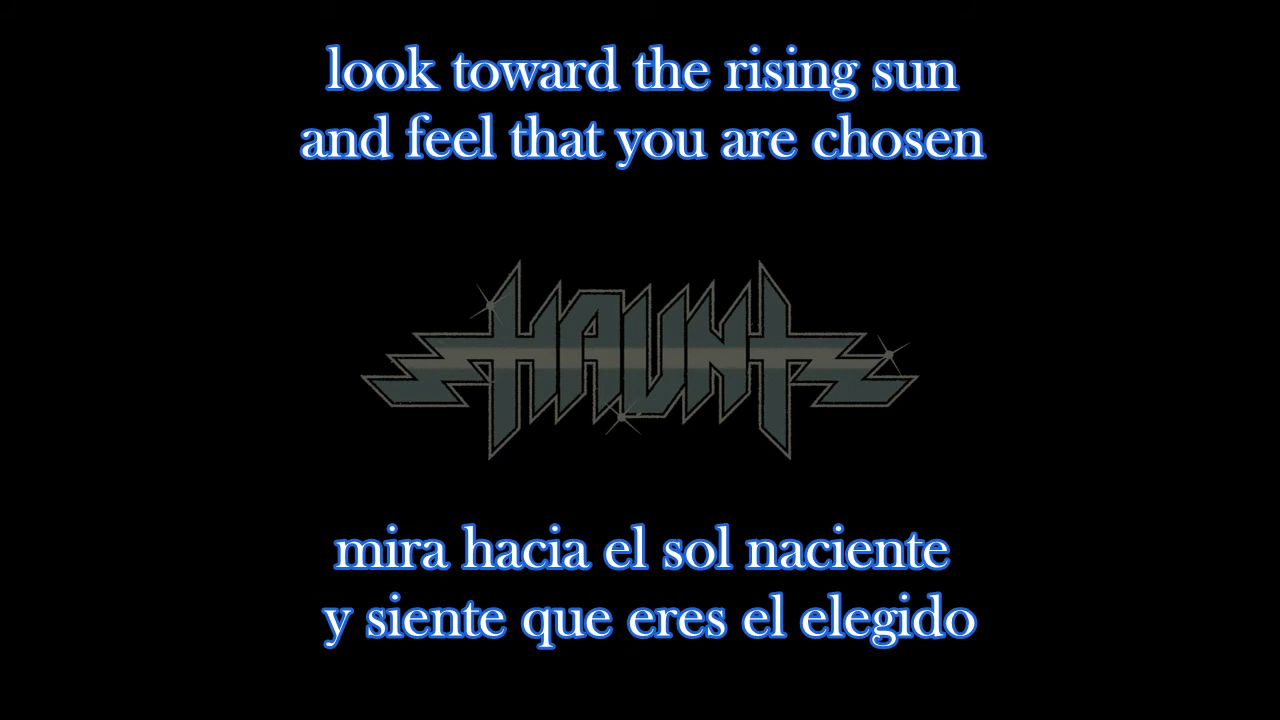 look toward the rising sun
and feel that you are chosen
HAUNT
mira hacia el sol naciente
y siente que eres el elegido